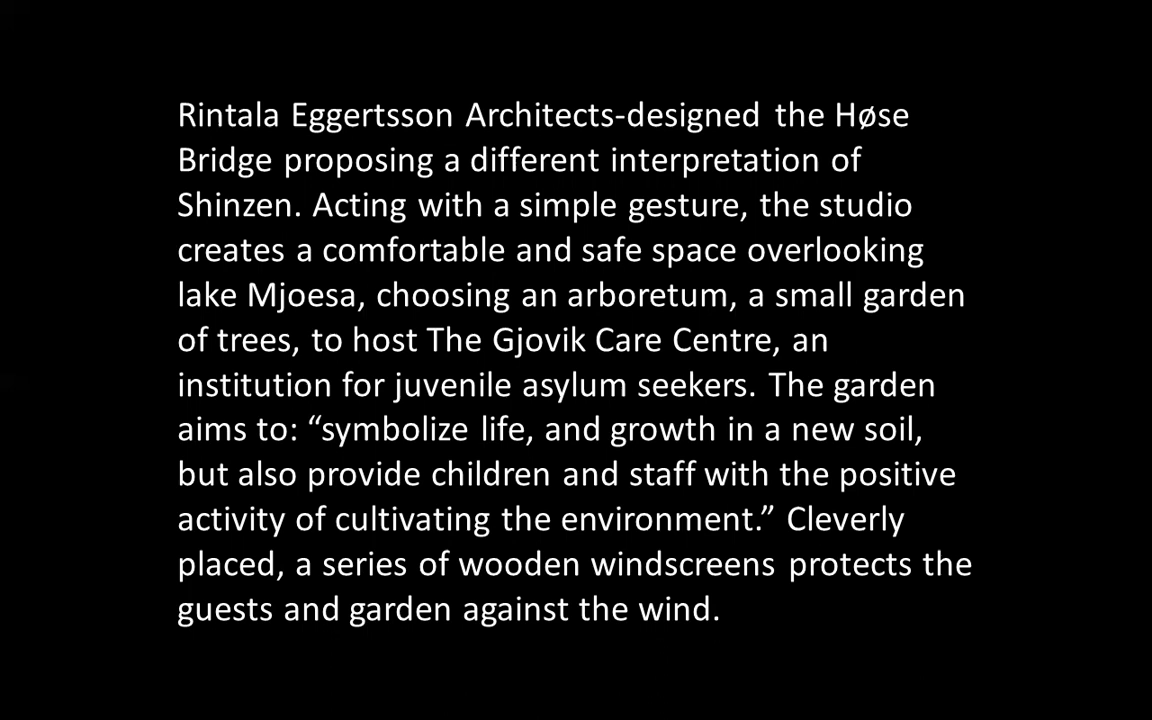 Rintala Eggertsson Architects-designed the Høse
Bridge proposing a different interpretation of
Shinzen. Acting with a simple gesture, the studio
creates a comfortable and safe space overlooking
lake Mjoesa, choosing an arboretum, a small garden
of trees, to host The Gjovik Care Centre, an
institution for juvenile asylum seekers. The garden
aims to: “symbolize life, and growth in a new soil,
but also provide children and staff with the positive
activity of cultivating the environment.” Cleverly
placed, a series of wooden windscreens protects the
guests and garden against the wind.